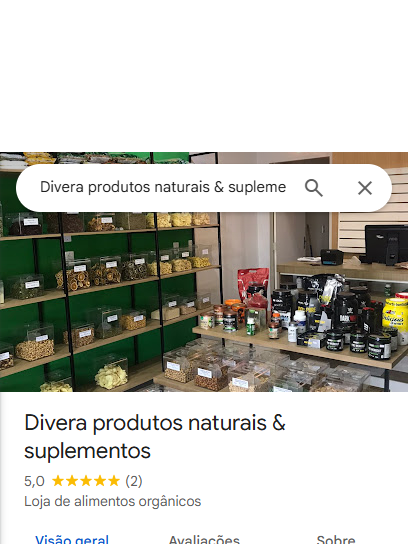 Divera produtos naturais & supleme
Divera produtos naturais &
suplementos
5,0 ★★★★★ (2)
Loja de alimentos orgânicos
Visão geral
Avaliações
Sobre